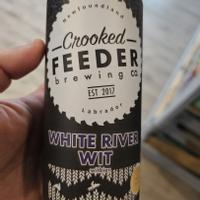 Newfoundland
Crooked
FEEDER
brewing co.
EST 2017
Labrador
WHITE RIVER
WIT